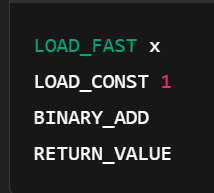 LOAD_FAST x
LOAD_CONST 1
BINARY_ADD
RETURN_VALUE